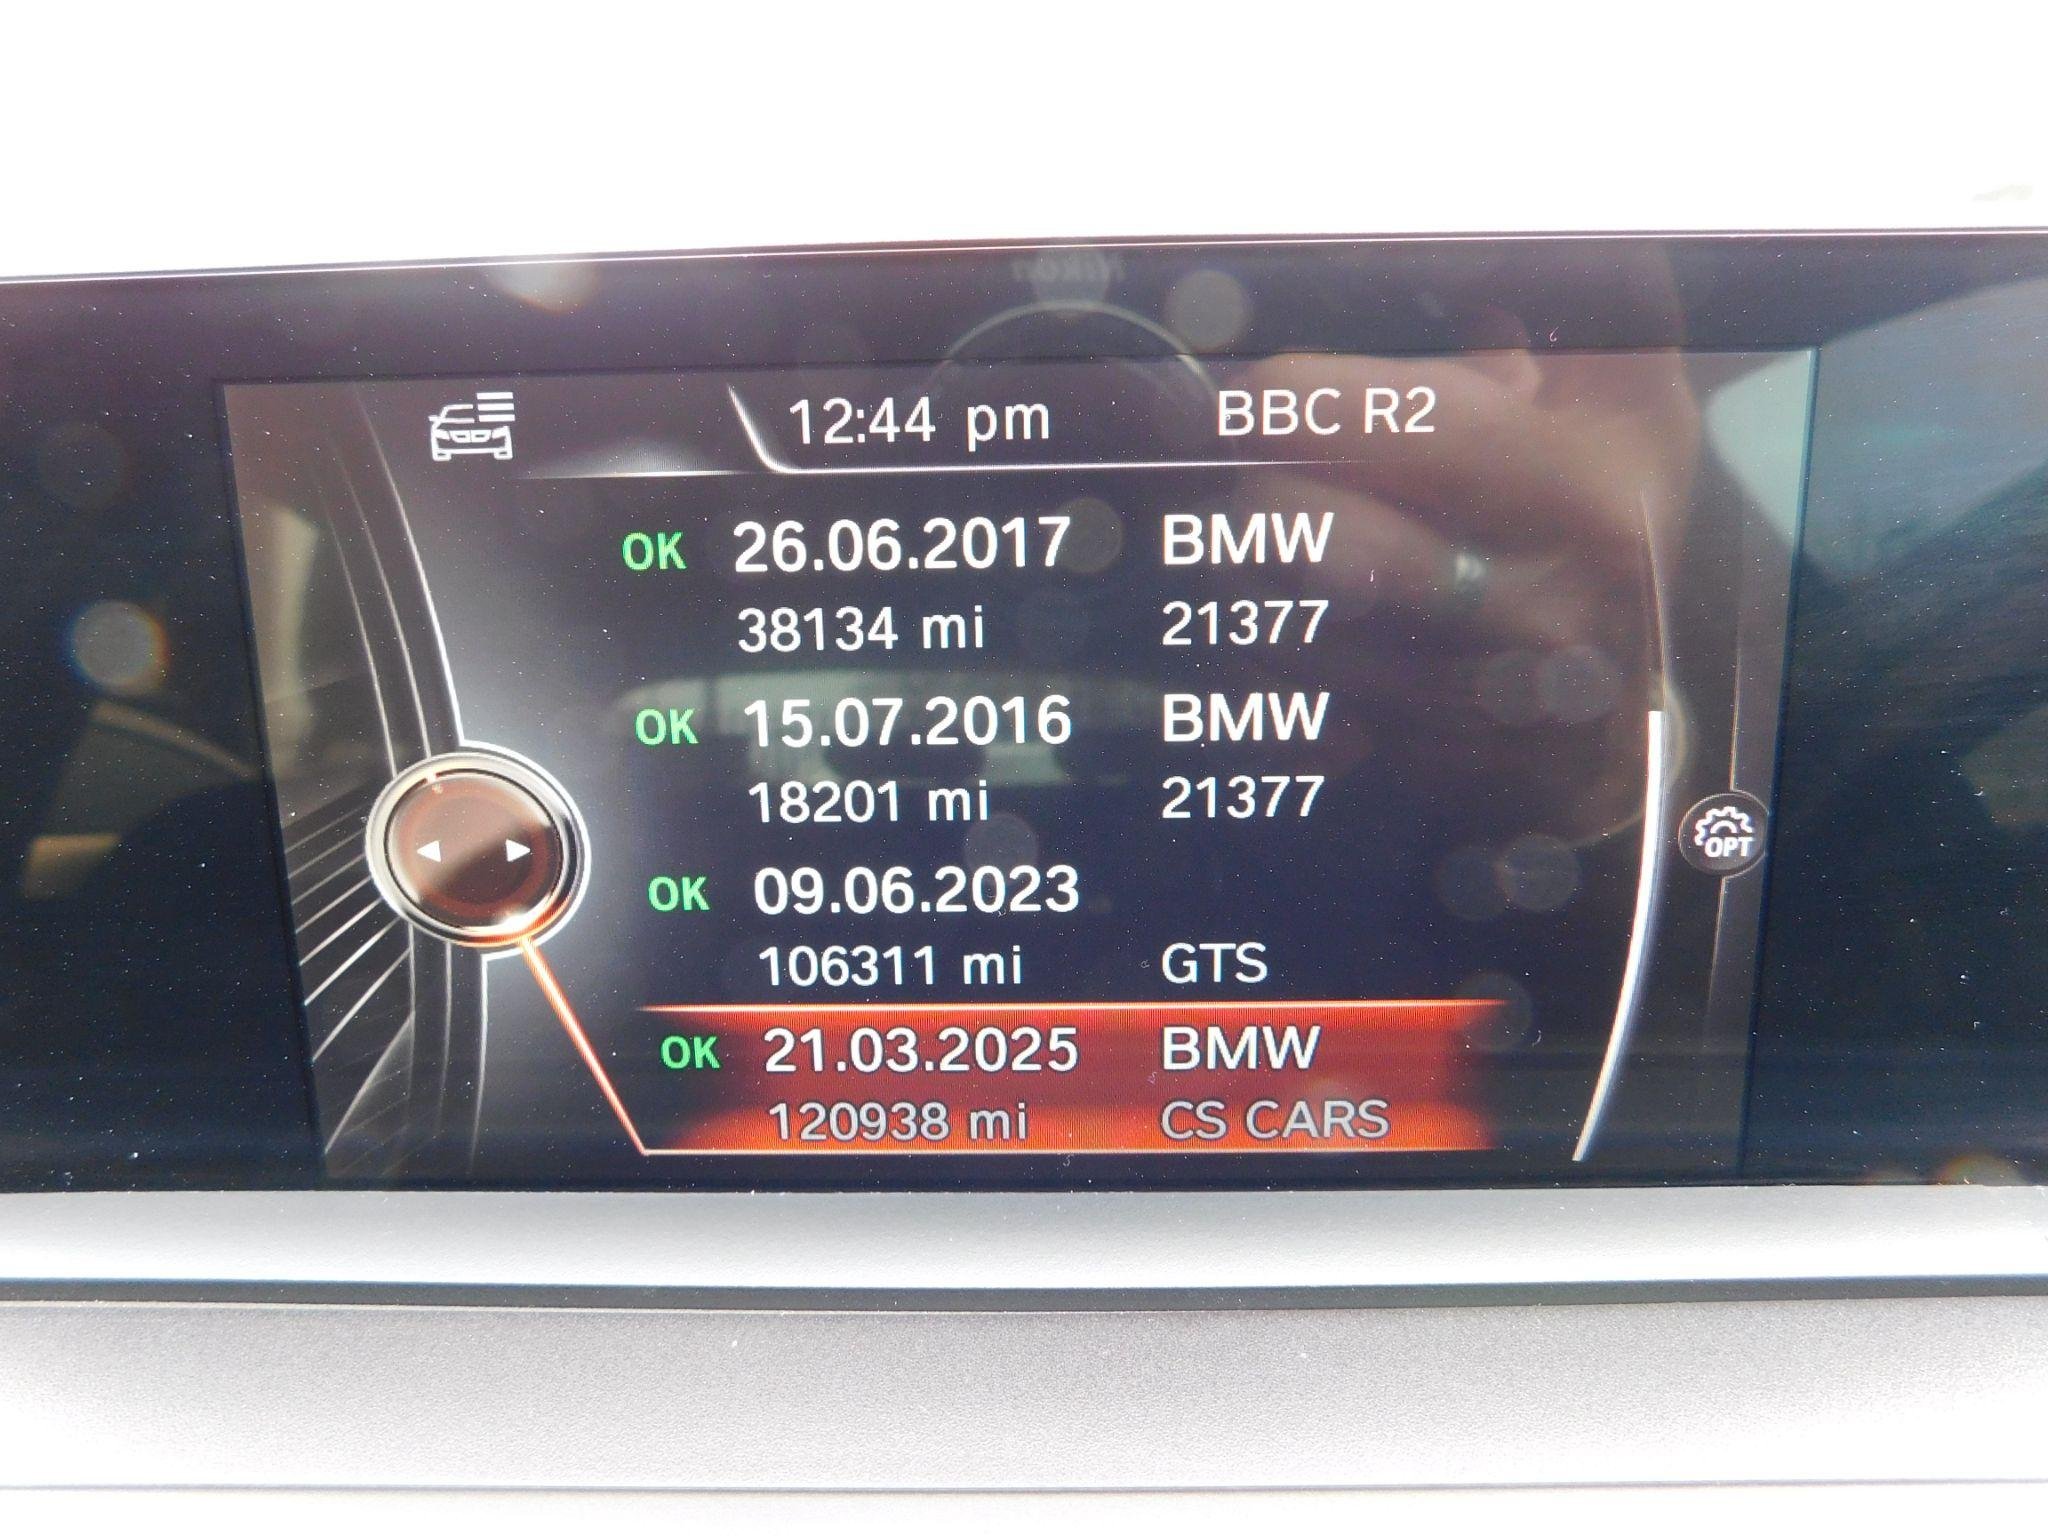 12:44 pm BBC R2
OK 26.06.2017 BMW
38134 mi 21377
OK 15.07.2016 BMW
18201 mi 21377
OK 09.06.2023
106311 mi GTS
OPT
OK 21.03.2025 BMW
120938 mi CS CARS